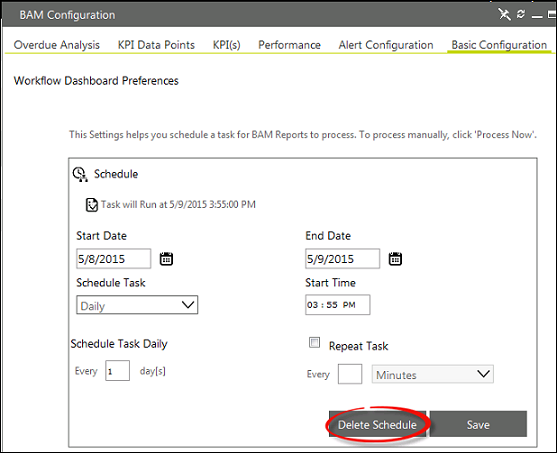 BAM Configuration
Overdue Analysis KPI Data Points KPI(s) Performance Alert Configuration Basic Configuration
Workflow Dashboard Preferences
This Settings helps you schedule a task for BAM Reports to process. To process manually, click 'Process Now'.
Schedule
Task will Run at 5/9/2015 3:55:00 PM
Start Date End Date
5/8/2015 5/9/2015
Schedule Task Start Time
Daily 03 : 55 PM
Schedule Task Daily Repeat Task
Every 1 day[s] Every Minutes
Delete Schedule Save